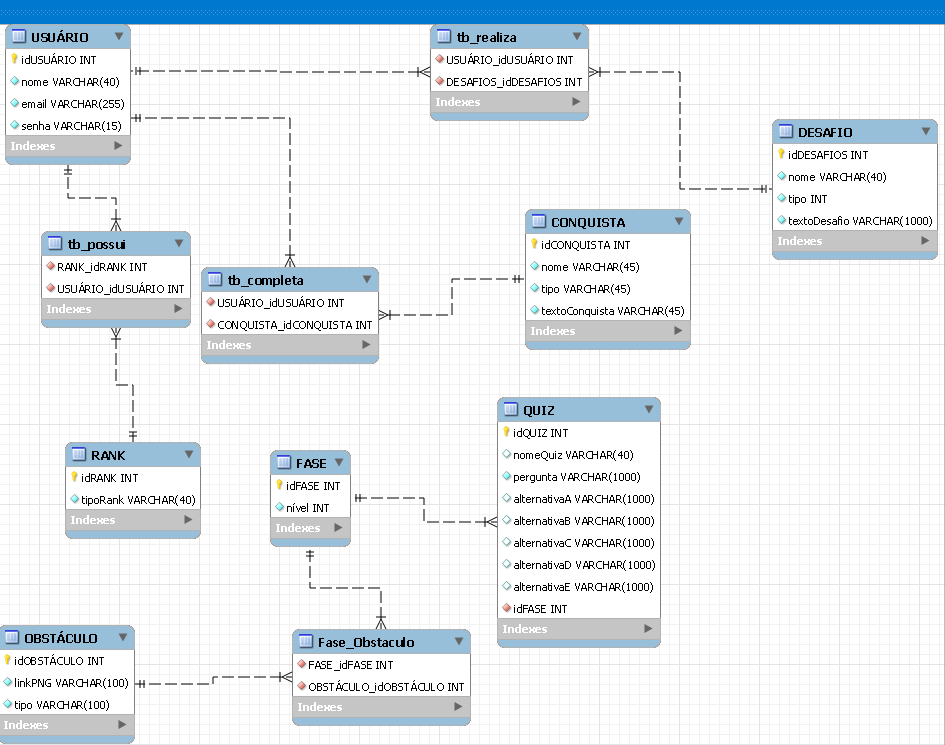 USUÁRIO
idUSUÁRIO INT
nome VARCHAR(40)
email VARCHAR(255)
senha VARCHAR(15)
Indexes
tb_realiza
USUÁRIO_idUSUÁRIO INT
DESAFIOS_idDESAFIOS INT
Indexes
DESAFIO
idDESAFIOS INT
nome VARCHAR(40)
tipo INT
textoDesafio VARCHAR(1000)
Indexes
tb_possui
RANK_idRANK INT
USUÁRIO_idUSUÁRIO INT
Indexes
tb_completa
USUÁRIO_idUSUÁRIO INT
CONQUISTA_idCONQUISTA INT
Indexes
CONQUISTA
idCONQUISTA INT
nome VARCHAR(45)
tipo VARCHAR(45)
textoConquista VARCHAR(45)
Indexes
RANK
idRANK INT
tipoRank VARCHAR(40)
Indexes
FASE
idFASE INT
nível INT
Indexes
QUIZ
idQUIZ INT
nomeQuiz VARCHAR(40)
pergunta VARCHAR(1000)
alternativaA VARCHAR(1000)
alternativaB VARCHAR(1000)
alternativaC VARCHAR(1000)
alternativaD VARCHAR(1000)
alternativaE VARCHAR(1000)
idFASE INT
Indexes
OBSTÁCULO
idOBSTÁCULO INT
linkPNG VARCHAR(100)
tipo VARCHAR(100)
Indexes
Fase_Obstaculo
FASE_idFASE INT
OBSTÁCULO_idOBSTÁCULO INT
Indexes